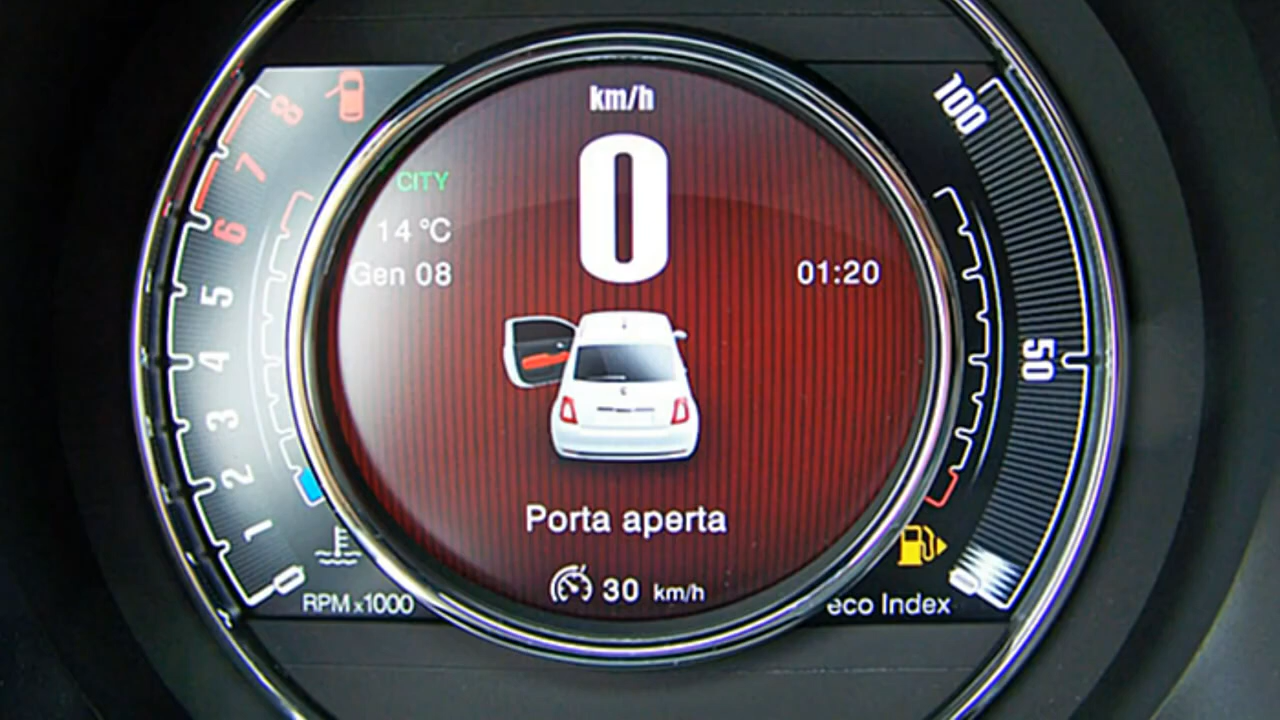 km/h
0
CITY
14 °C
Gen 08
01:20
Porta aperta
30 km/h
8
7
6
5
4
3
2
1
0
RPM x1000
100
50
0
eco Index